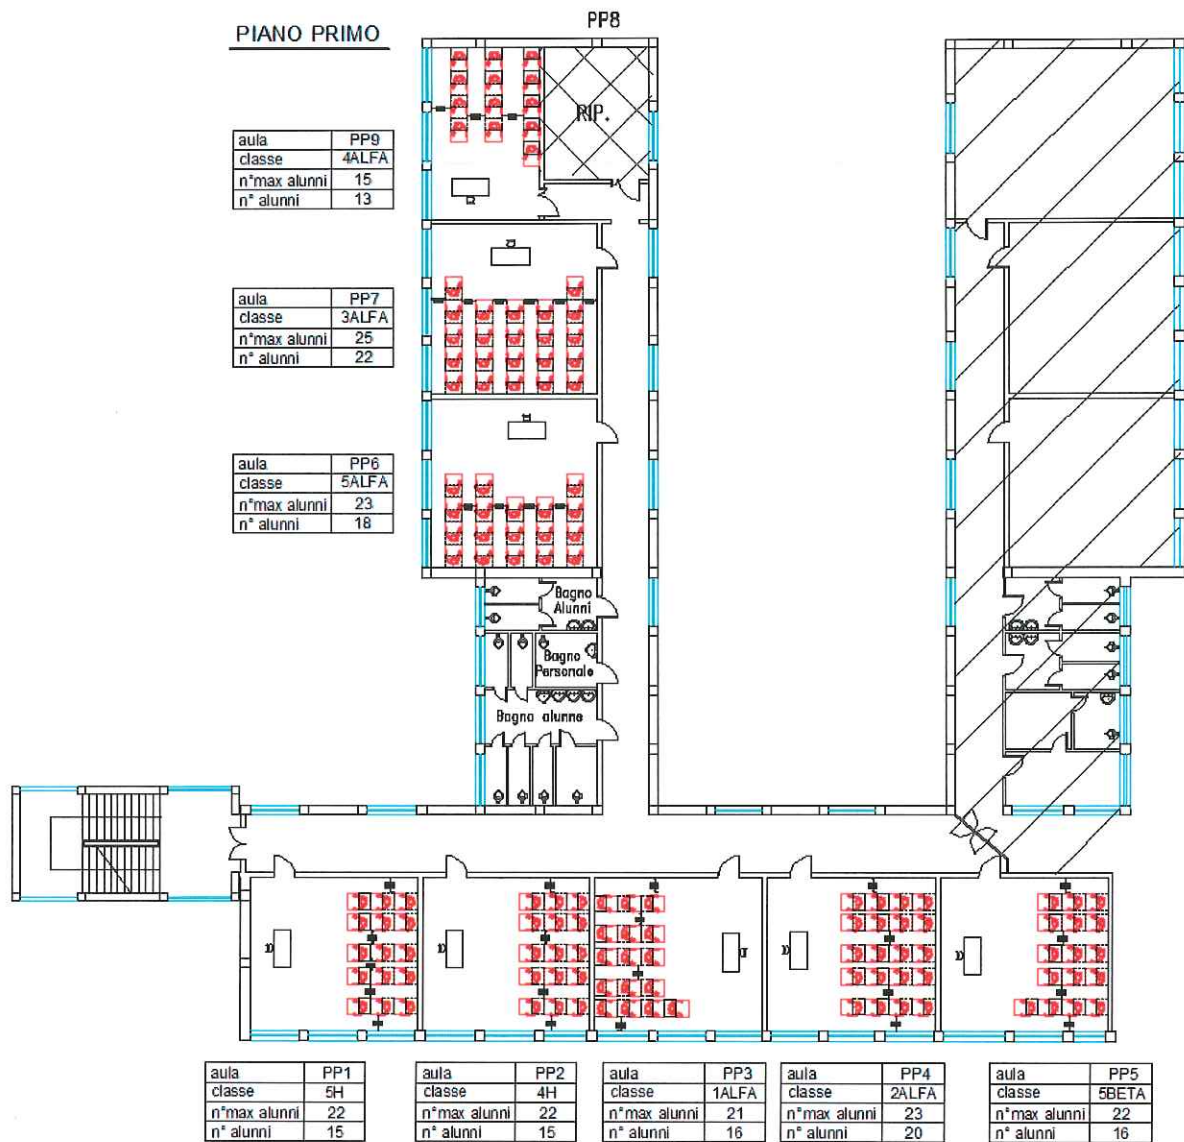 PIANO PRIMO
PP8
RIP.
aula PP9
classe 4ALFA
n°max alunni 15
n° alunni 13
aula PP7
classe 3ALFA
n°max alunni 25
n° alunni 22
aula PP6
classe 5ALFA
n°max alunni 23
n° alunni 18
Bagno
Alunni
Bagno
Personale
Bagno alunne
aula PP1
classe 5H
n°max alunni 22
n° alunni 15
aula PP2
classe 4H
n°max alunni 22
n° alunni 15
aula PP3
classe 1ALFA
n°max alunni 21
n° alunni 16
aula PP4
classe 2ALFA
n°max alunni 23
n° alunni 20
aula PP5
classe 5BETA
n°max alunni 22
n° alunni 16